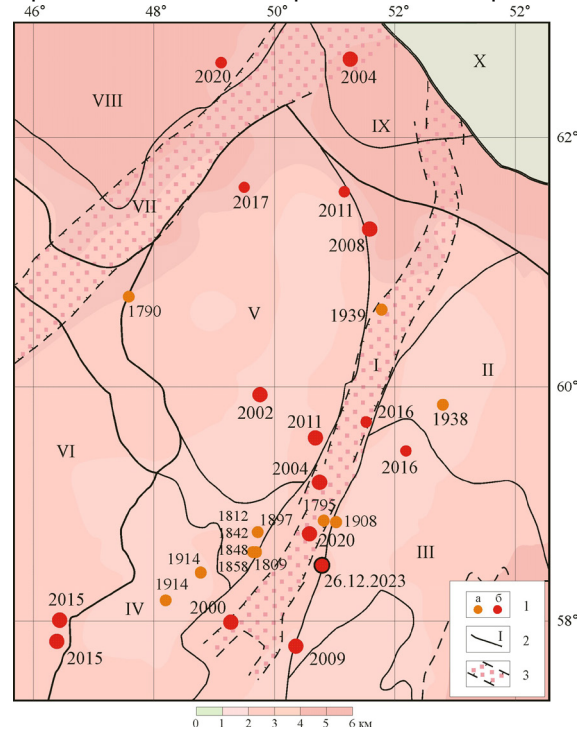 46° 48° 50° 52° 52°
2020
2004
X
VIII
IX
62°
VII
2017
2011
2008
1790
V
1939
I
II
60°
2002
1938
2011
2016
VI
2016
2004
1795
1812
1897
1908
1842
2020
III
1848
1809
1858
1914
26.12.2023
1914
а б
1
2015
IV
2000
I
2
58°
2015
2009
3
0 1 2 3 4 5 6 км